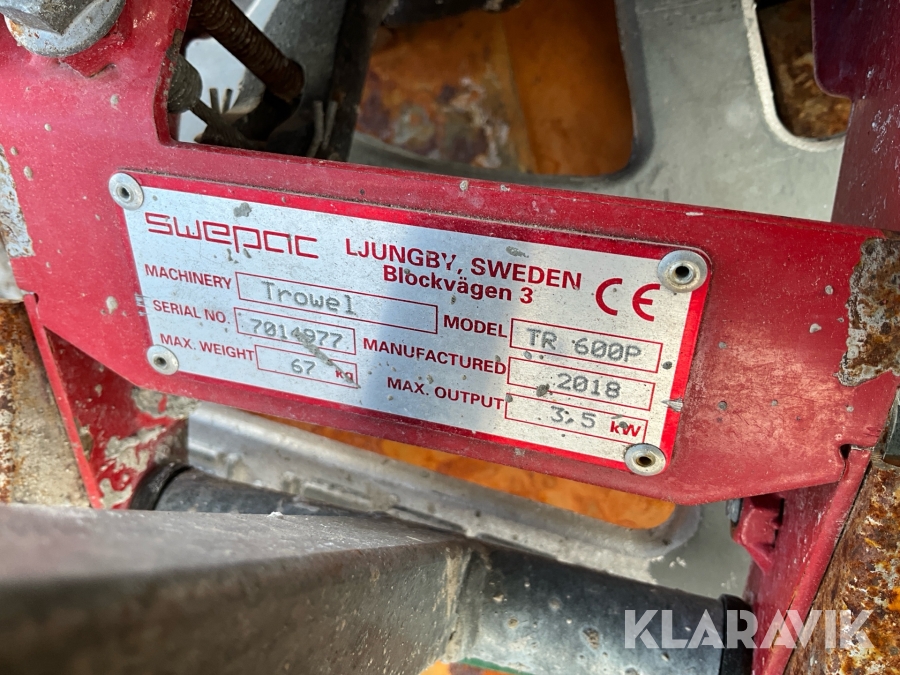 swepac LJUNGBY, SWEDEN
Blockvägen 3
CE
MACHINERY Trowel MODEL TR 600P
SERIAL NO. 7014977 MANUFACTURED 2018
MAX. WEIGHT 67 kg MAX. OUTPUT 3,5 kW
KLARAVIK